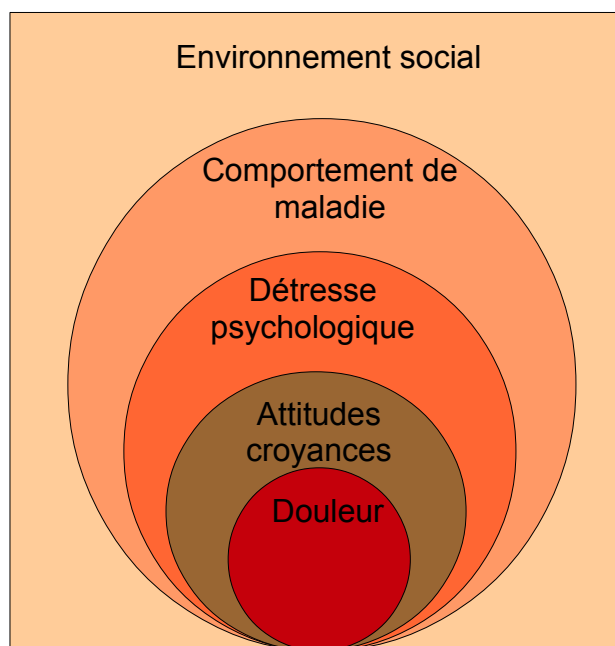 Environnement social
Comportement de
maladie
Détresse
psychologique
Attitudes
croyances
Douleur